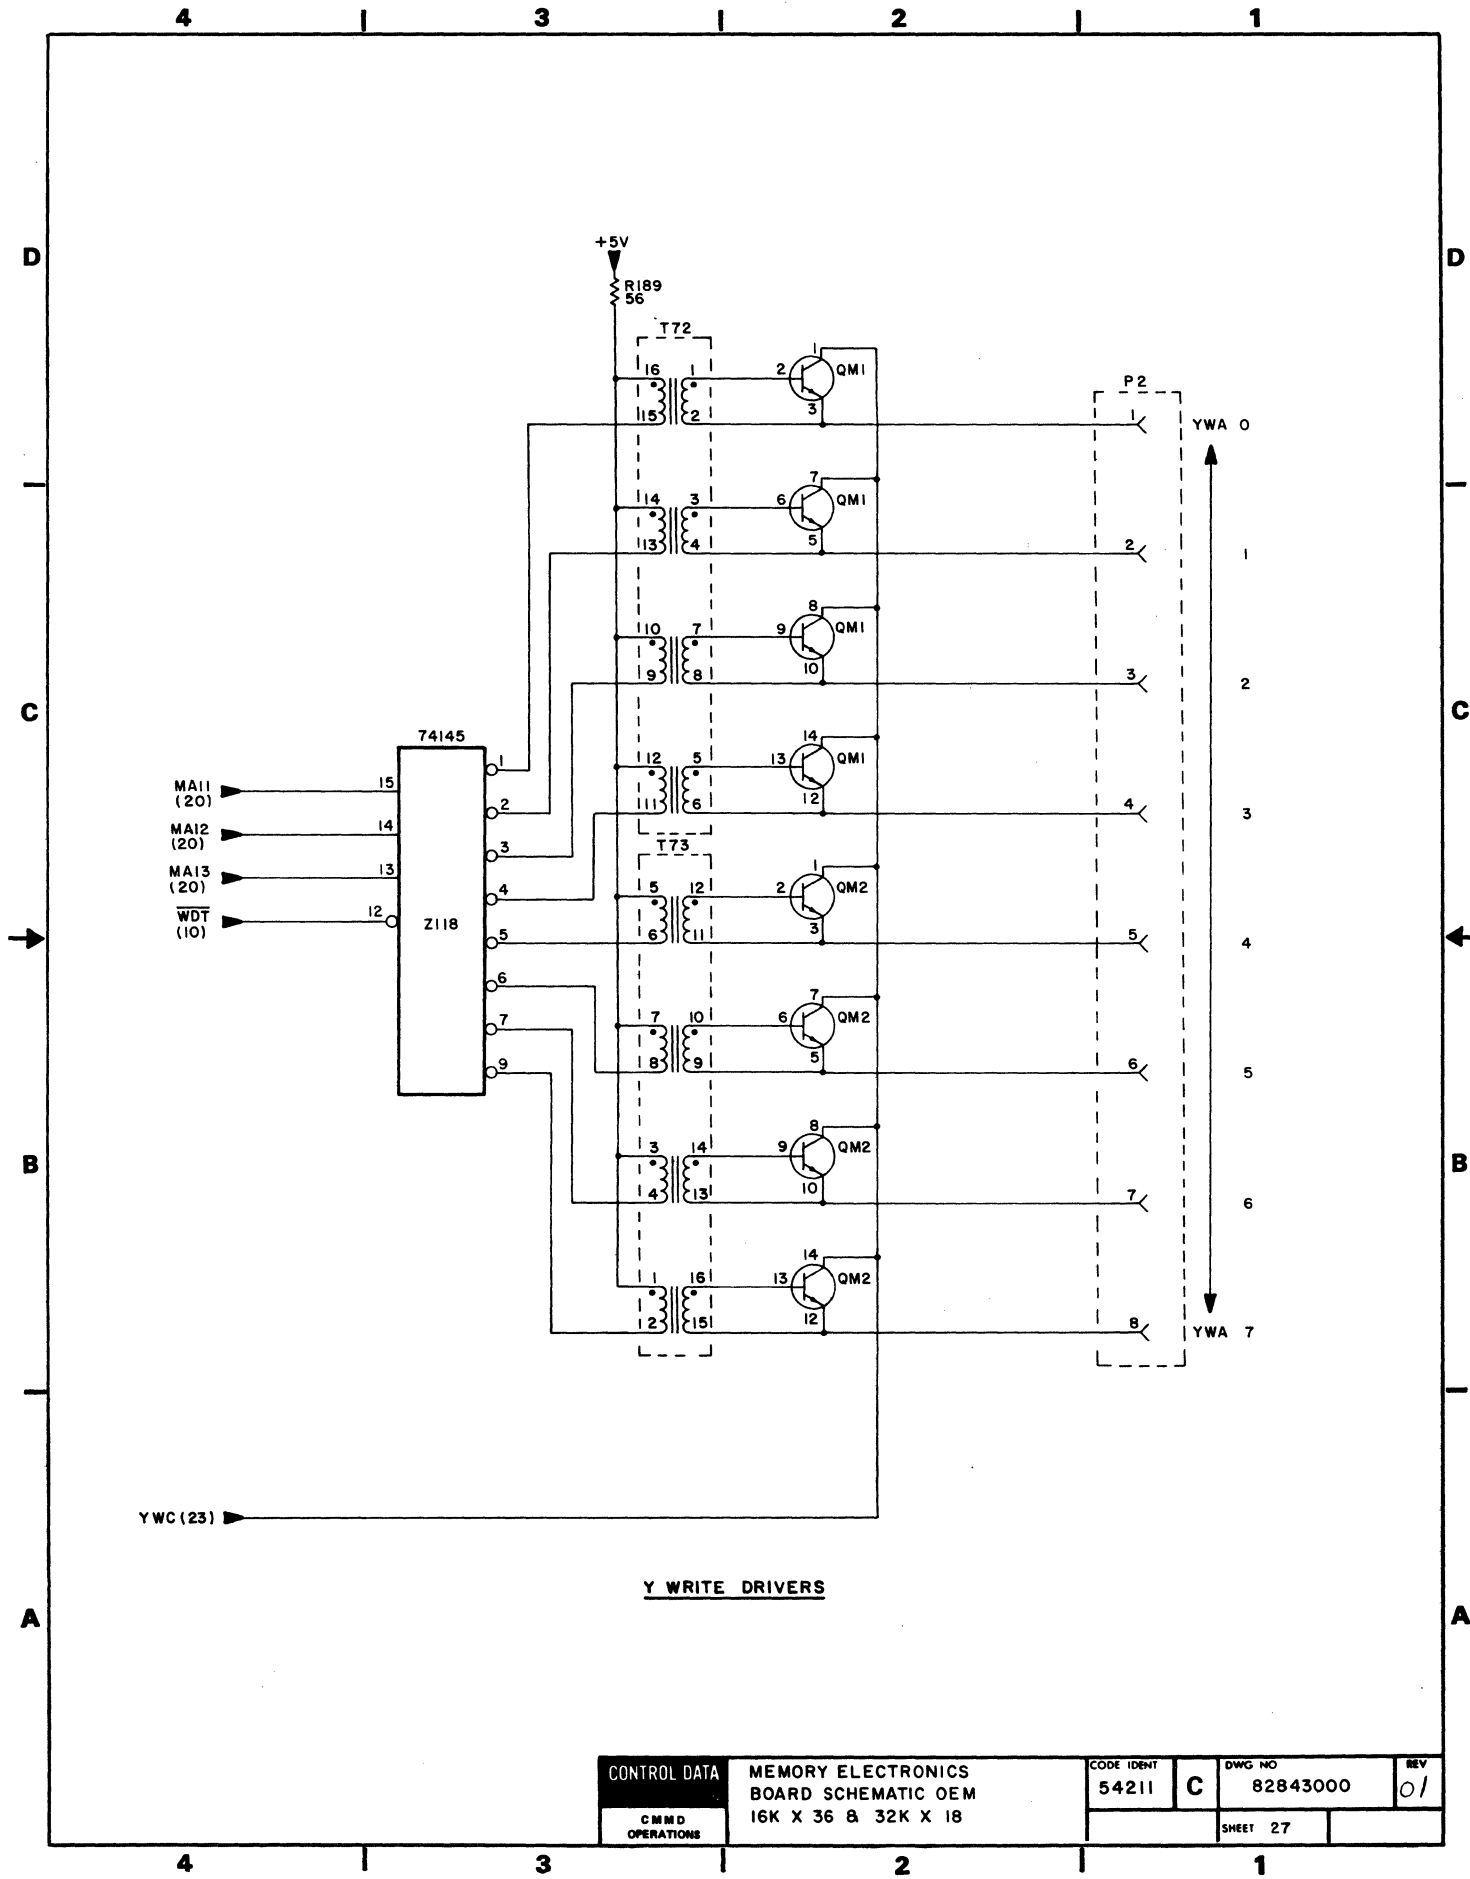 4 3 2 1
D D
+5V
R189
56
T72
16 1 2 1 QM1
15 2 3
P2
1 YWA 0
14 3 6 7 QM1
13 4 5
2 1
10 7 9 8 QM1
9 8 10
3 2
C C
74145
12 5 13 14 QM1
11 6 12
4 3
MA11
(20)
15 1
MA12
(20)
14 2
MA13
(20)
13 3
WDT
(10)
12 4
Z118
5
6
7
9
T73
5 12 2 1 QM2
6 11 3
5 4
7 10 6 7 QM2
8 9 5
6 5
B B
3 14 9 8 QM2
4 13 10
7 6
1 16 13 14 QM2
2 15 12
8 YWA 7
YWC (23)
Y WRITE DRIVERS
A A
CONTROL DATA
CMMD
OPERATIONS
MEMORY ELECTRONICS
BOARD SCHEMATIC OEM
16K X 36 & 32K X 18
CODE IDENT
54211
C
DWG NO
82843000
REV
01
SHEET 27
4 3 2 1